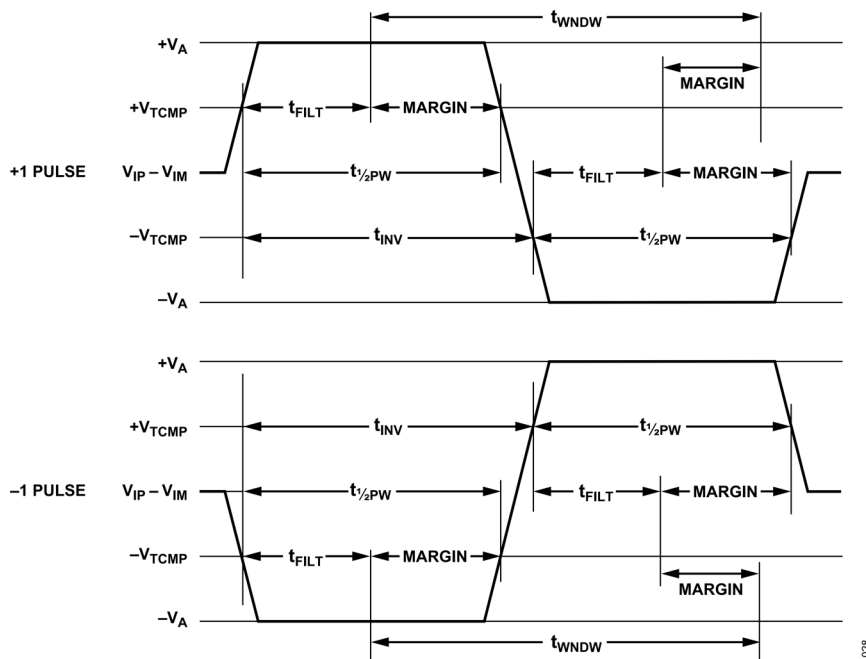 tWNDW
+VA
MARGIN
+VTCMP
tFILT
MARGIN
+1 PULSE
VIP – VIM
t½PW
tFILT
MARGIN
–VTCMP
tINV
t½PW
–VA
+VA
+VTCMP
tINV
t½PW
–1 PULSE
VIP – VIM
t½PW
tFILT
MARGIN
–VTCMP
tFILT
MARGIN
MARGIN
–VA
tWNDW
028